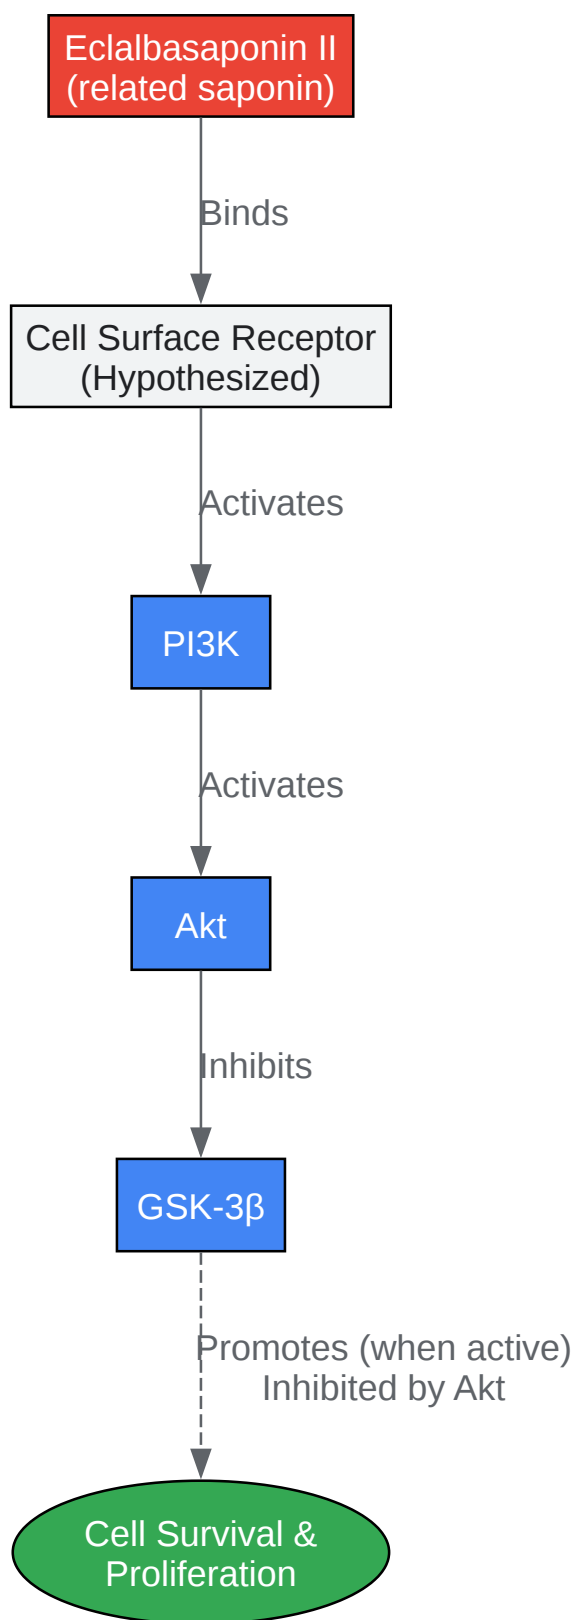 Eclalbasaponin II
(related saponin)
Binds
Cell Surface Receptor
(Hypothesized)
Activates
PI3K
Activates
Akt
Inhibits
GSK-3β
Promotes (when active)
Inhibited by Akt
Cell Survival &
Proliferation